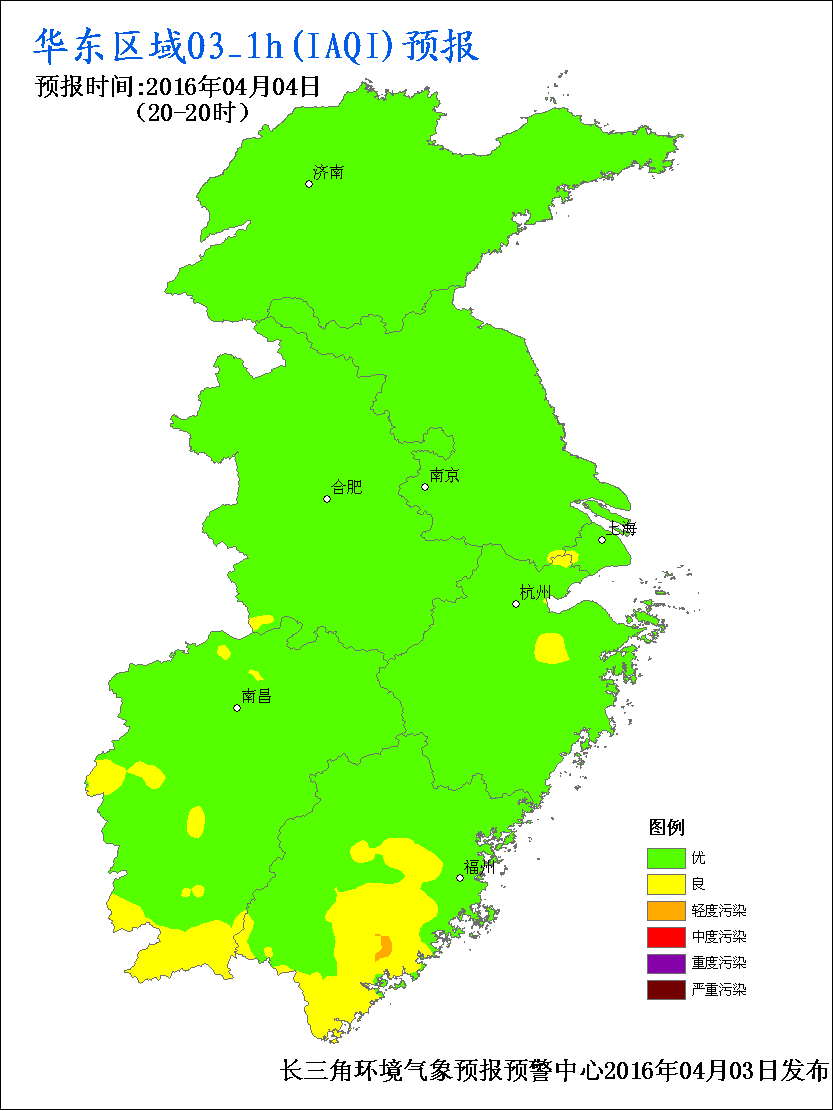 华东区域O3_1h(IAQI)预报
预报时间:2016年04月04日
(20-20时)
济南
南京
合肥
上海
杭州
南昌
福州
图例
优
良
轻度污染
中度污染
重度污染
严重污染
长三角环境气象预报预警中心2016年04月03日发布